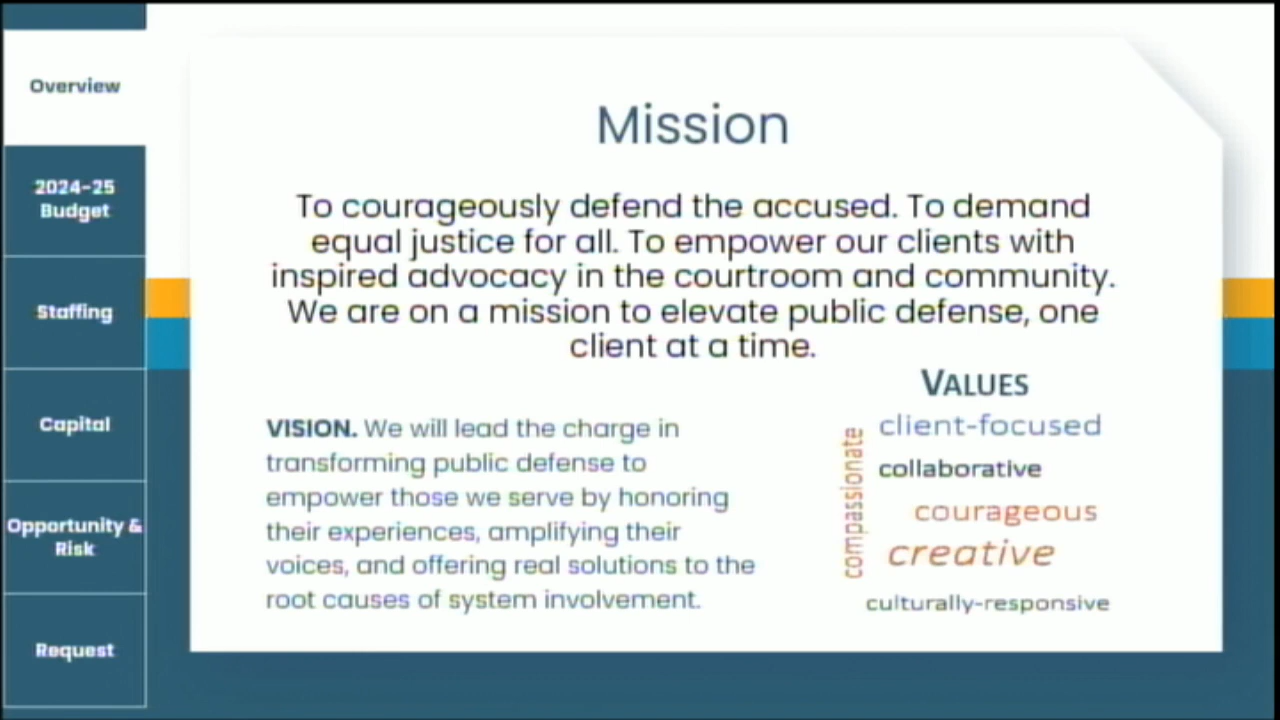 Overview
2024-25
Budget
Staffing
Capital
Opportunity &
Risk
Request
Mission
To courageously defend the accused. To demand
equal justice for all. To empower our clients with
inspired advocacy in the courtroom and community.
We are on a mission to elevate public defense, one
client at a time.
VISION. We will lead the charge in
transforming public defense to
empower those we serve by honoring
their experiences, amplifying their
voices, and offering real solutions to the
root causes of system involvement.
VALUES
compassionate
client-focused
collaborative
courageous
creative
culturally-responsive